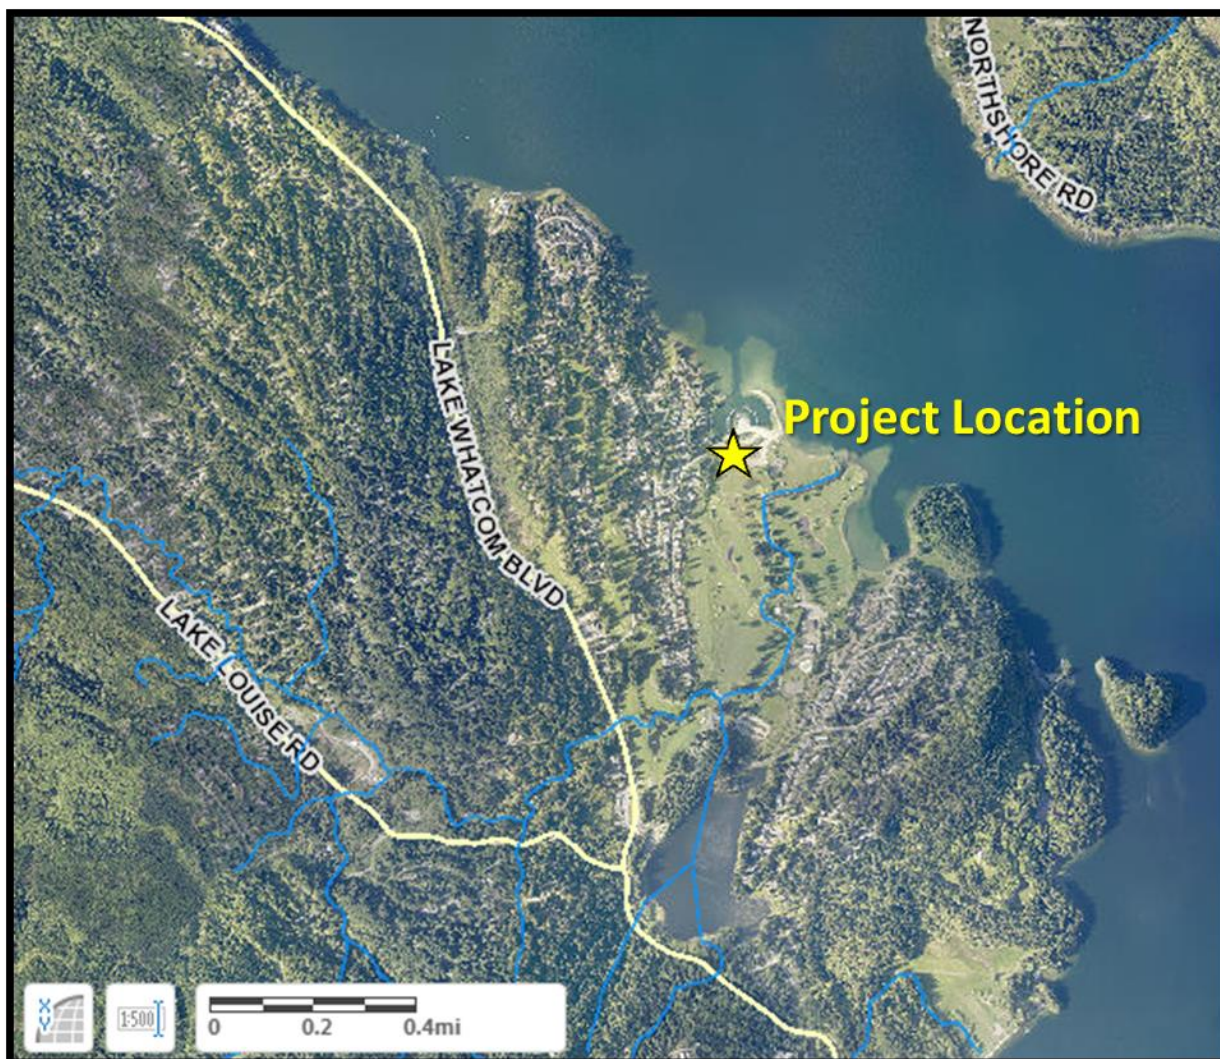 NORTHSHORE RD
Project Location
LAKE WHATCOM BLVD
LAKE LOUISE RD
X Y
1:500
0 0.2 0.4mi